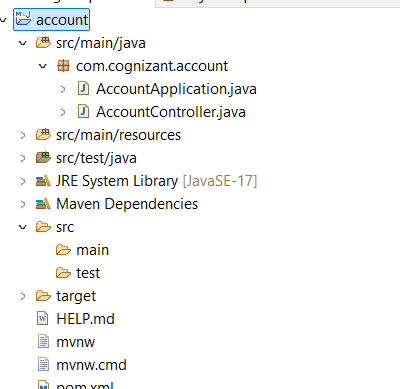 account
src/main/java
com.cognizant.account
AccountApplication.java
AccountController.java
src/main/resources
src/test/java
JRE System Library [JavaSE-17]
Maven Dependencies
src
main
test
target
HELP.md
mvnw
mvnw.cmd
pom.xml